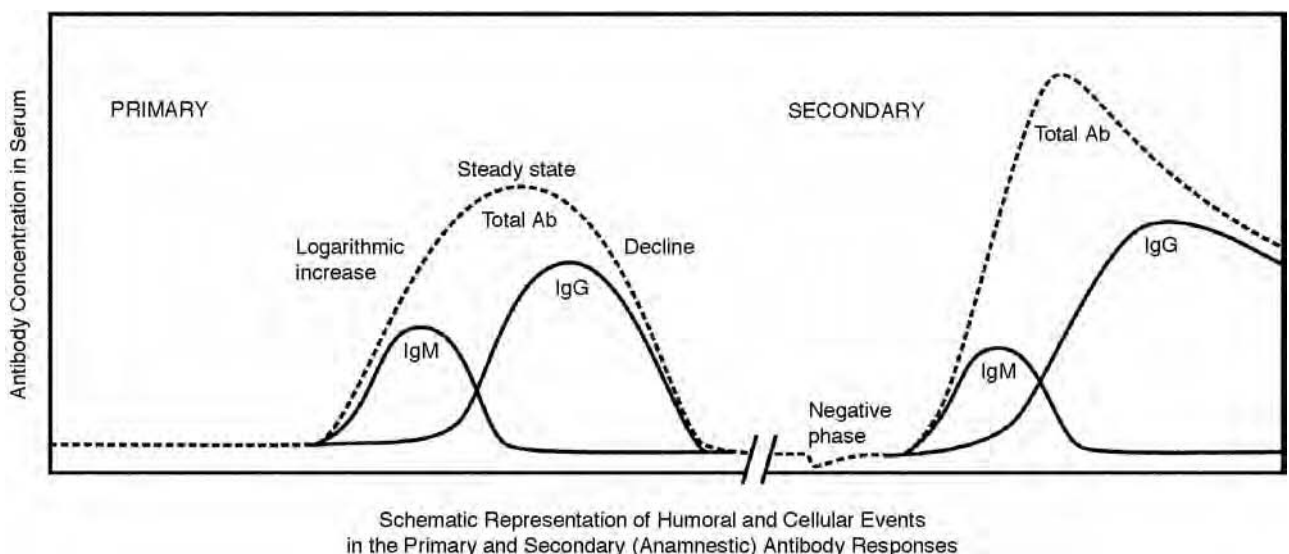 Antibody Concentration in Serum
PRIMARY
SECONDARY
Steady state
Total Ab
Logarithmic
increase
Decline
IgG
IgM
Total Ab
IgG
IgM
Negative
phase
Schematic Representation of Humoral and Cellular Events
in the Primary and Secondary (Anamnestic) Antibody Responses